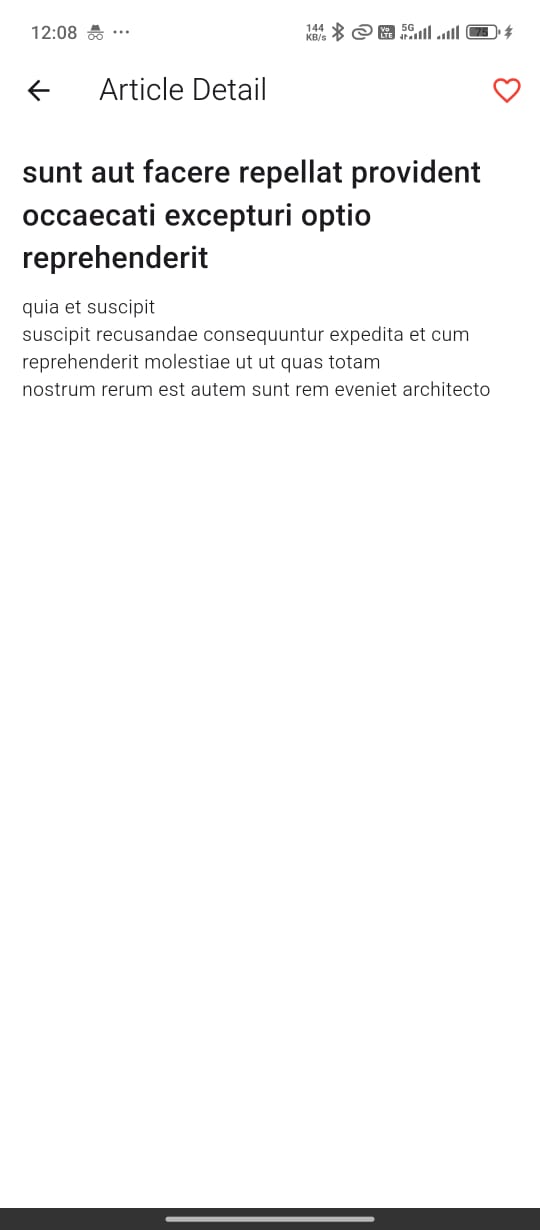 12:08
144
KB/s
Vo
LTE
5G
75
Article Detail
sunt aut facere repellat provident
occaecati excepturi optio
reprehenderit
quia et suscipit
suscipit recusandae consequuntur expedita et cum
reprehenderit molestiae ut ut quas totam
nostrum rerum est autem sunt rem eveniet architecto